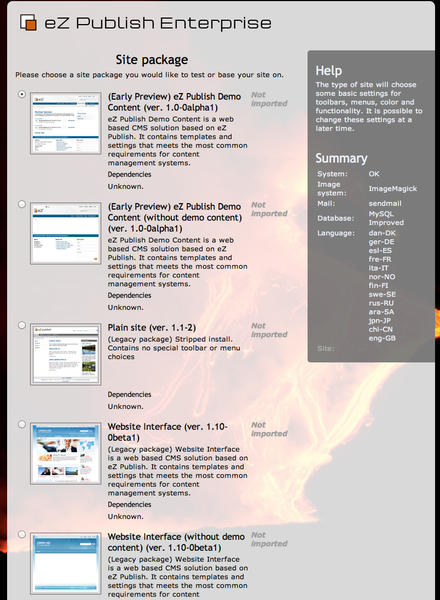 eZ Publish Enterprise
Site package
Please choose a site package you would like to test or base your site on.
(Early Preview) eZ Publish Demo
Content (ver. 1.0-0alpha1)
eZ Publish Demo Content is a web
based CMS solution based on eZ
Publish. It contains templates and
settings that meets the most common
requirements for content
management systems.
Dependencies
Unknown.
Not
imported
(Early Preview) eZ Publish Demo
Content (without demo content)
(ver. 1.0-0alpha1)
eZ Publish Demo Content is a web
based CMS solution based on eZ
Publish. It contains templates and
settings that meets the most common
requirements for content
management systems.
Dependencies
Unknown.
Not
imported
Plain site (ver. 1.1-2)
(Legacy package) Stripped install.
Contains no special toolbar or menu
choices
Dependencies
Unknown.
Not
imported
Website Interface (ver. 1.10-
0beta1)
(Legacy package) Website Interface
is a web based CMS solution based on
eZ Publish. It contains templates and
settings that meets the most common
requirements for content
management systems.
Dependencies
Unknown.
Not
imported
Website Interface (without demo
content) (ver. 1.10-0beta1)
(Legacy package) Website Interface
is a web based CMS solution based on
eZ Publish. It contains templates and
settings that meets the most common
requirements for content
Not
imported
Help
The type of site will choose
some basic settings for
toolbars, menus, color and
functionality. It is possible to
change these settings at a
later time.
Summary
System: OK
Image
system: ImageMagick
Mail: sendmail
Database: MySQL
Improved
Language: dan-DK
ger-DE
esl-ES
fre-FR
ita-IT
nor-NO
fin-FI
swe-SE
rus-RU
ara-SA
jpn-JP
chi-CN
eng-GB
Site: